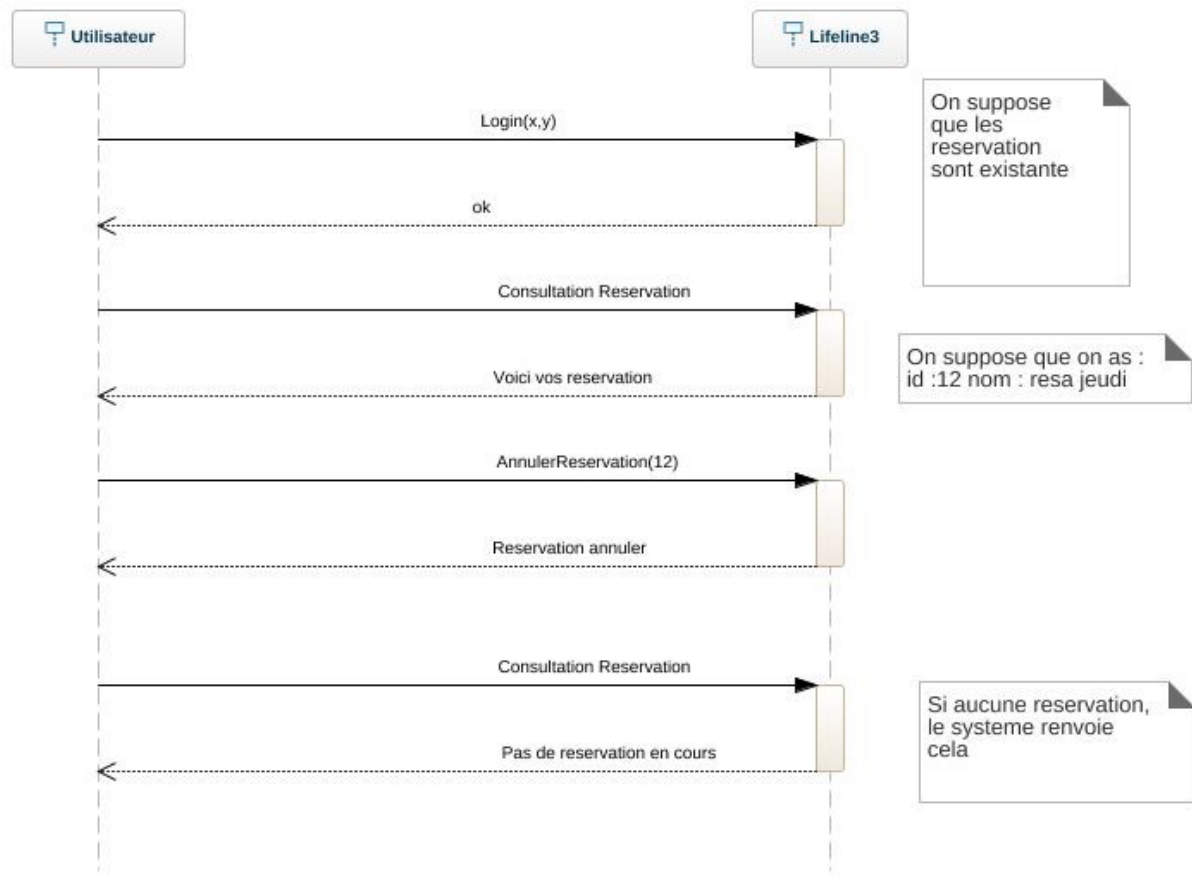 Utilisateur
Lifeline3
On suppose
que les
reservation
sont existante
Login(x,y)
ok
Consultation Reservation
On suppose que on as :
id :12 nom : resa jeudi
Voici vos reservation
AnnulerReservation(12)
Reservation annuler
Consultation Reservation
Si aucune reservation,
le systeme renvoie
cela
Pas de reservation en cours